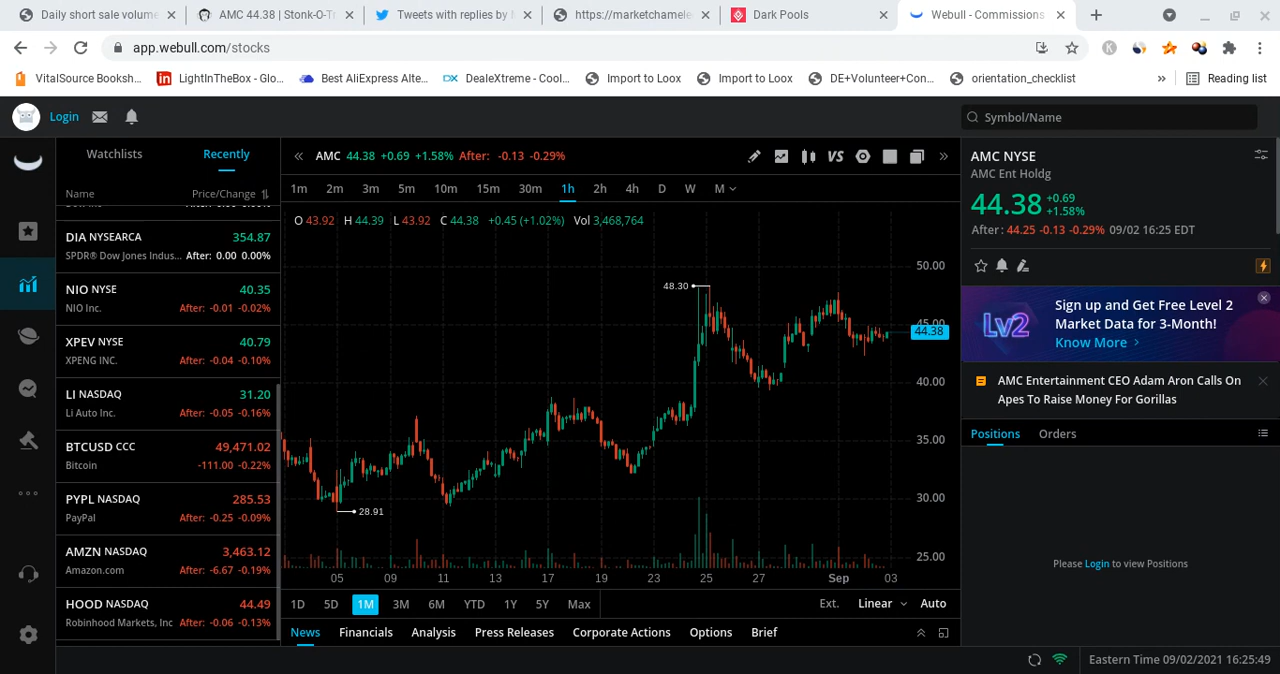 Daily short sale volume
AMC 44.38 | Stonk-O-Tr
Tweets with replies by
https://marketchamele
Dark Pools
Webull - Commissions
app.webull.com/stocks
VitalSource Booksh...
LightInTheBox - Glo...
Best AliExpress Alte...
DX DealeXtreme - Cool...
Import to Loox
Import to Loox
DE+Volunteer+Con...
orientation_checklist
»
Reading list
Login
Symbol/Name
Watchlists
Recently
Name
Price/Change
DIA NYSEARCA
354.87
SPDR® Dow Jones Indus...
After: 0.00 0.00%
NIO NYSE
40.35
NIO Inc.
After: -0.01 -0.02%
XPEV NYSE
40.79
XPENG INC.
After: -0.04 -0.10%
LI NASDAQ
31.20
Li Auto Inc.
After: -0.05 -0.16%
BTCUSD CCC
49,471.02
Bitcoin
-111.00 -0.22%
PYPL NASDAQ
285.53
PayPal
After: -0.25 -0.09%
AMZN NASDAQ
3,463.12
Amazon.com
After: -6.67 -0.19%
HOOD NASDAQ
44.49
Robinhood Markets, Inc
After: -0.06 -0.13%
« AMC 44.38 +0.69 +1.58% After: -0.13 -0.29%
VS
»
1m 2m 3m 5m 10m 15m 30m 1h 2h 4h D W M
O 43.92 H 44.39 L 43.92 C 44.38 +0.45 (+1.02%) Vol 3,468,764
50.00
48.30
45.00
44.38
40.00
35.00
30.00
28.91
25.00
05 09 11 13 17 19 23 25 27 Sep 03
1D 5D 1M 3M 6M YTD 1Y 5Y Max
Ext. Linear Auto
News Financials Analysis Press Releases Corporate Actions Options Brief
AMC NYSE
AMC Ent Holdg
44.38
+0.69
+1.58%
After: 44.25 -0.13 -0.29% 09/02 16:25 EDT
Lv2
Sign up and Get Free Level 2
Market Data for 3-Month!
Know More >
AMC Entertainment CEO Adam Aron Calls On
Apes To Raise Money For Gorillas
Positions Orders
Please Login to view Positions
Eastern Time 09/02/2021 16:25:49